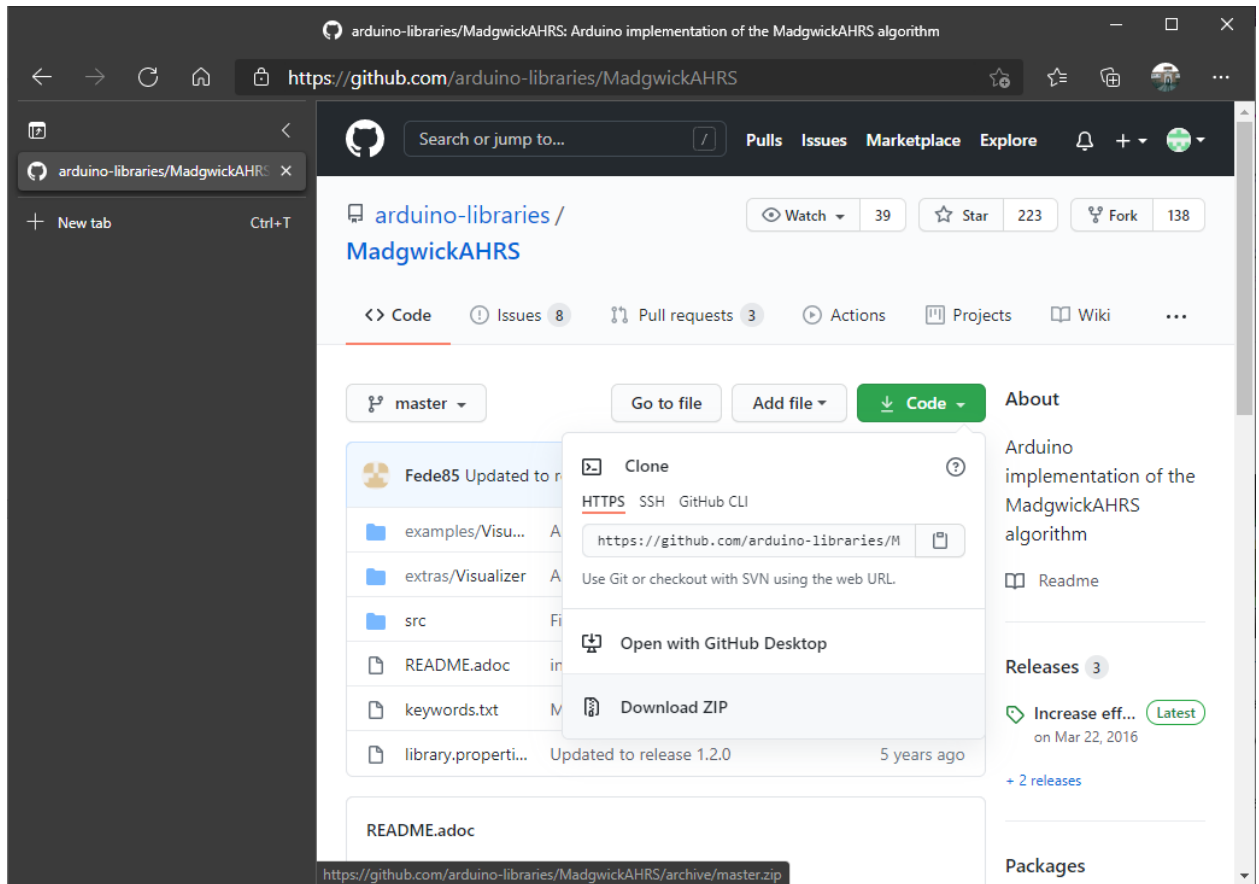 arduino-libraries/MadgwickAHRS: Arduino implementation of the MadgwickAHRS algorithm
https://github.com/arduino-libraries/MadgwickAHRS
arduino-libraries/MadgwickAHRS
New tab Ctrl+T
Search or jump to... /
Pulls Issues Marketplace Explore
arduino-libraries /
MadgwickAHRS
Watch 39 Star 223 Fork 138
Code Issues 8 Pull requests 3 Actions Projects Wiki ...
master Go to file Add file Code
Fede85 Updated to r
examples/Visu... A
extras/Visualizer A
src Fi
README.adoc in
keywords.txt M
library.properti... Updated to release 1.2.0 5 years ago
Clone
HTTPS SSH GitHub CLI
https://github.com/arduino-libraries/M
Use Git or checkout with SVN using the web URL.
Open with GitHub Desktop
Download ZIP
README.adoc
About
Arduino
implementation of the
MadgwickAHRS
algorithm
Readme
Releases 3
Increase eff... Latest
on Mar 22, 2016
+ 2 releases
Packages
https://github.com/arduino-libraries/MadgwickAHRS/archive/master.zip